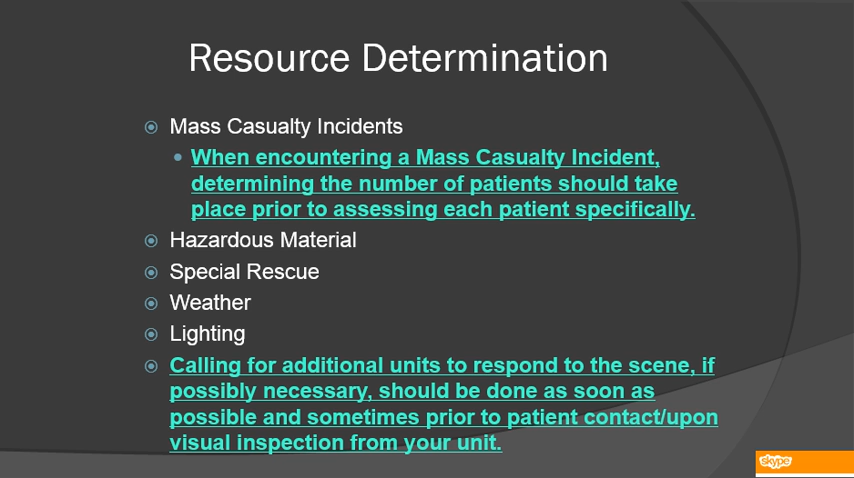 Resource Determination
Mass Casualty Incidents
When encountering a Mass Casualty Incident,
determining the number of patients should take
place prior to assessing each patient specifically.
Hazardous Material
Special Rescue
Weather
Lighting
Calling for additional units to respond to the scene, if
possibly necessary, should be done as soon as
possible and sometimes prior to patient contact/upon
visual inspection from your unit.
skype